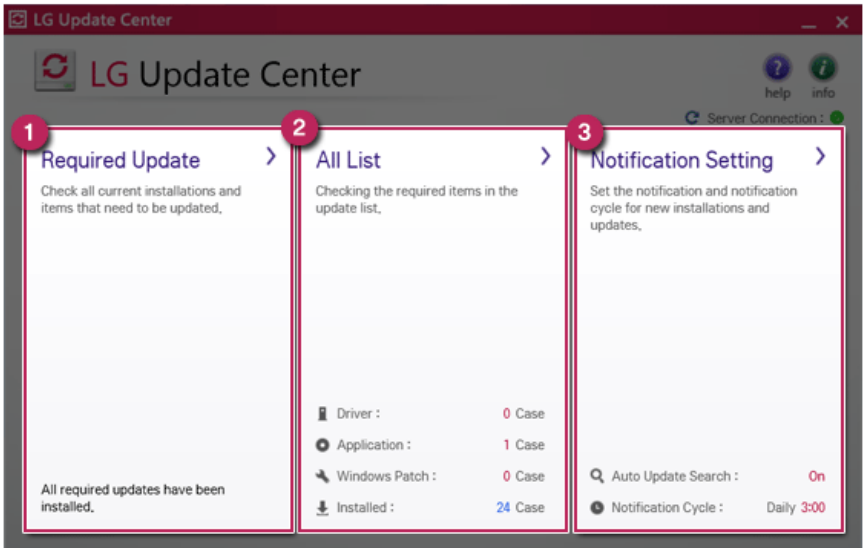 LG Update Center
LG Update Center
help info
Server Connection :
1
Required Update
Check all current installations and
items that need to be updated.
All required updates have been
installed.
2
All List
Checking the required items in the
update list.
Driver : 0 Case
Application : 1 Case
Windows Patch : 0 Case
Installed : 24 Case
3
Notification Setting
Set the notification and notification
cycle for new installations and
updates.
Auto Update Search : On
Notification Cycle : Daily 3:00